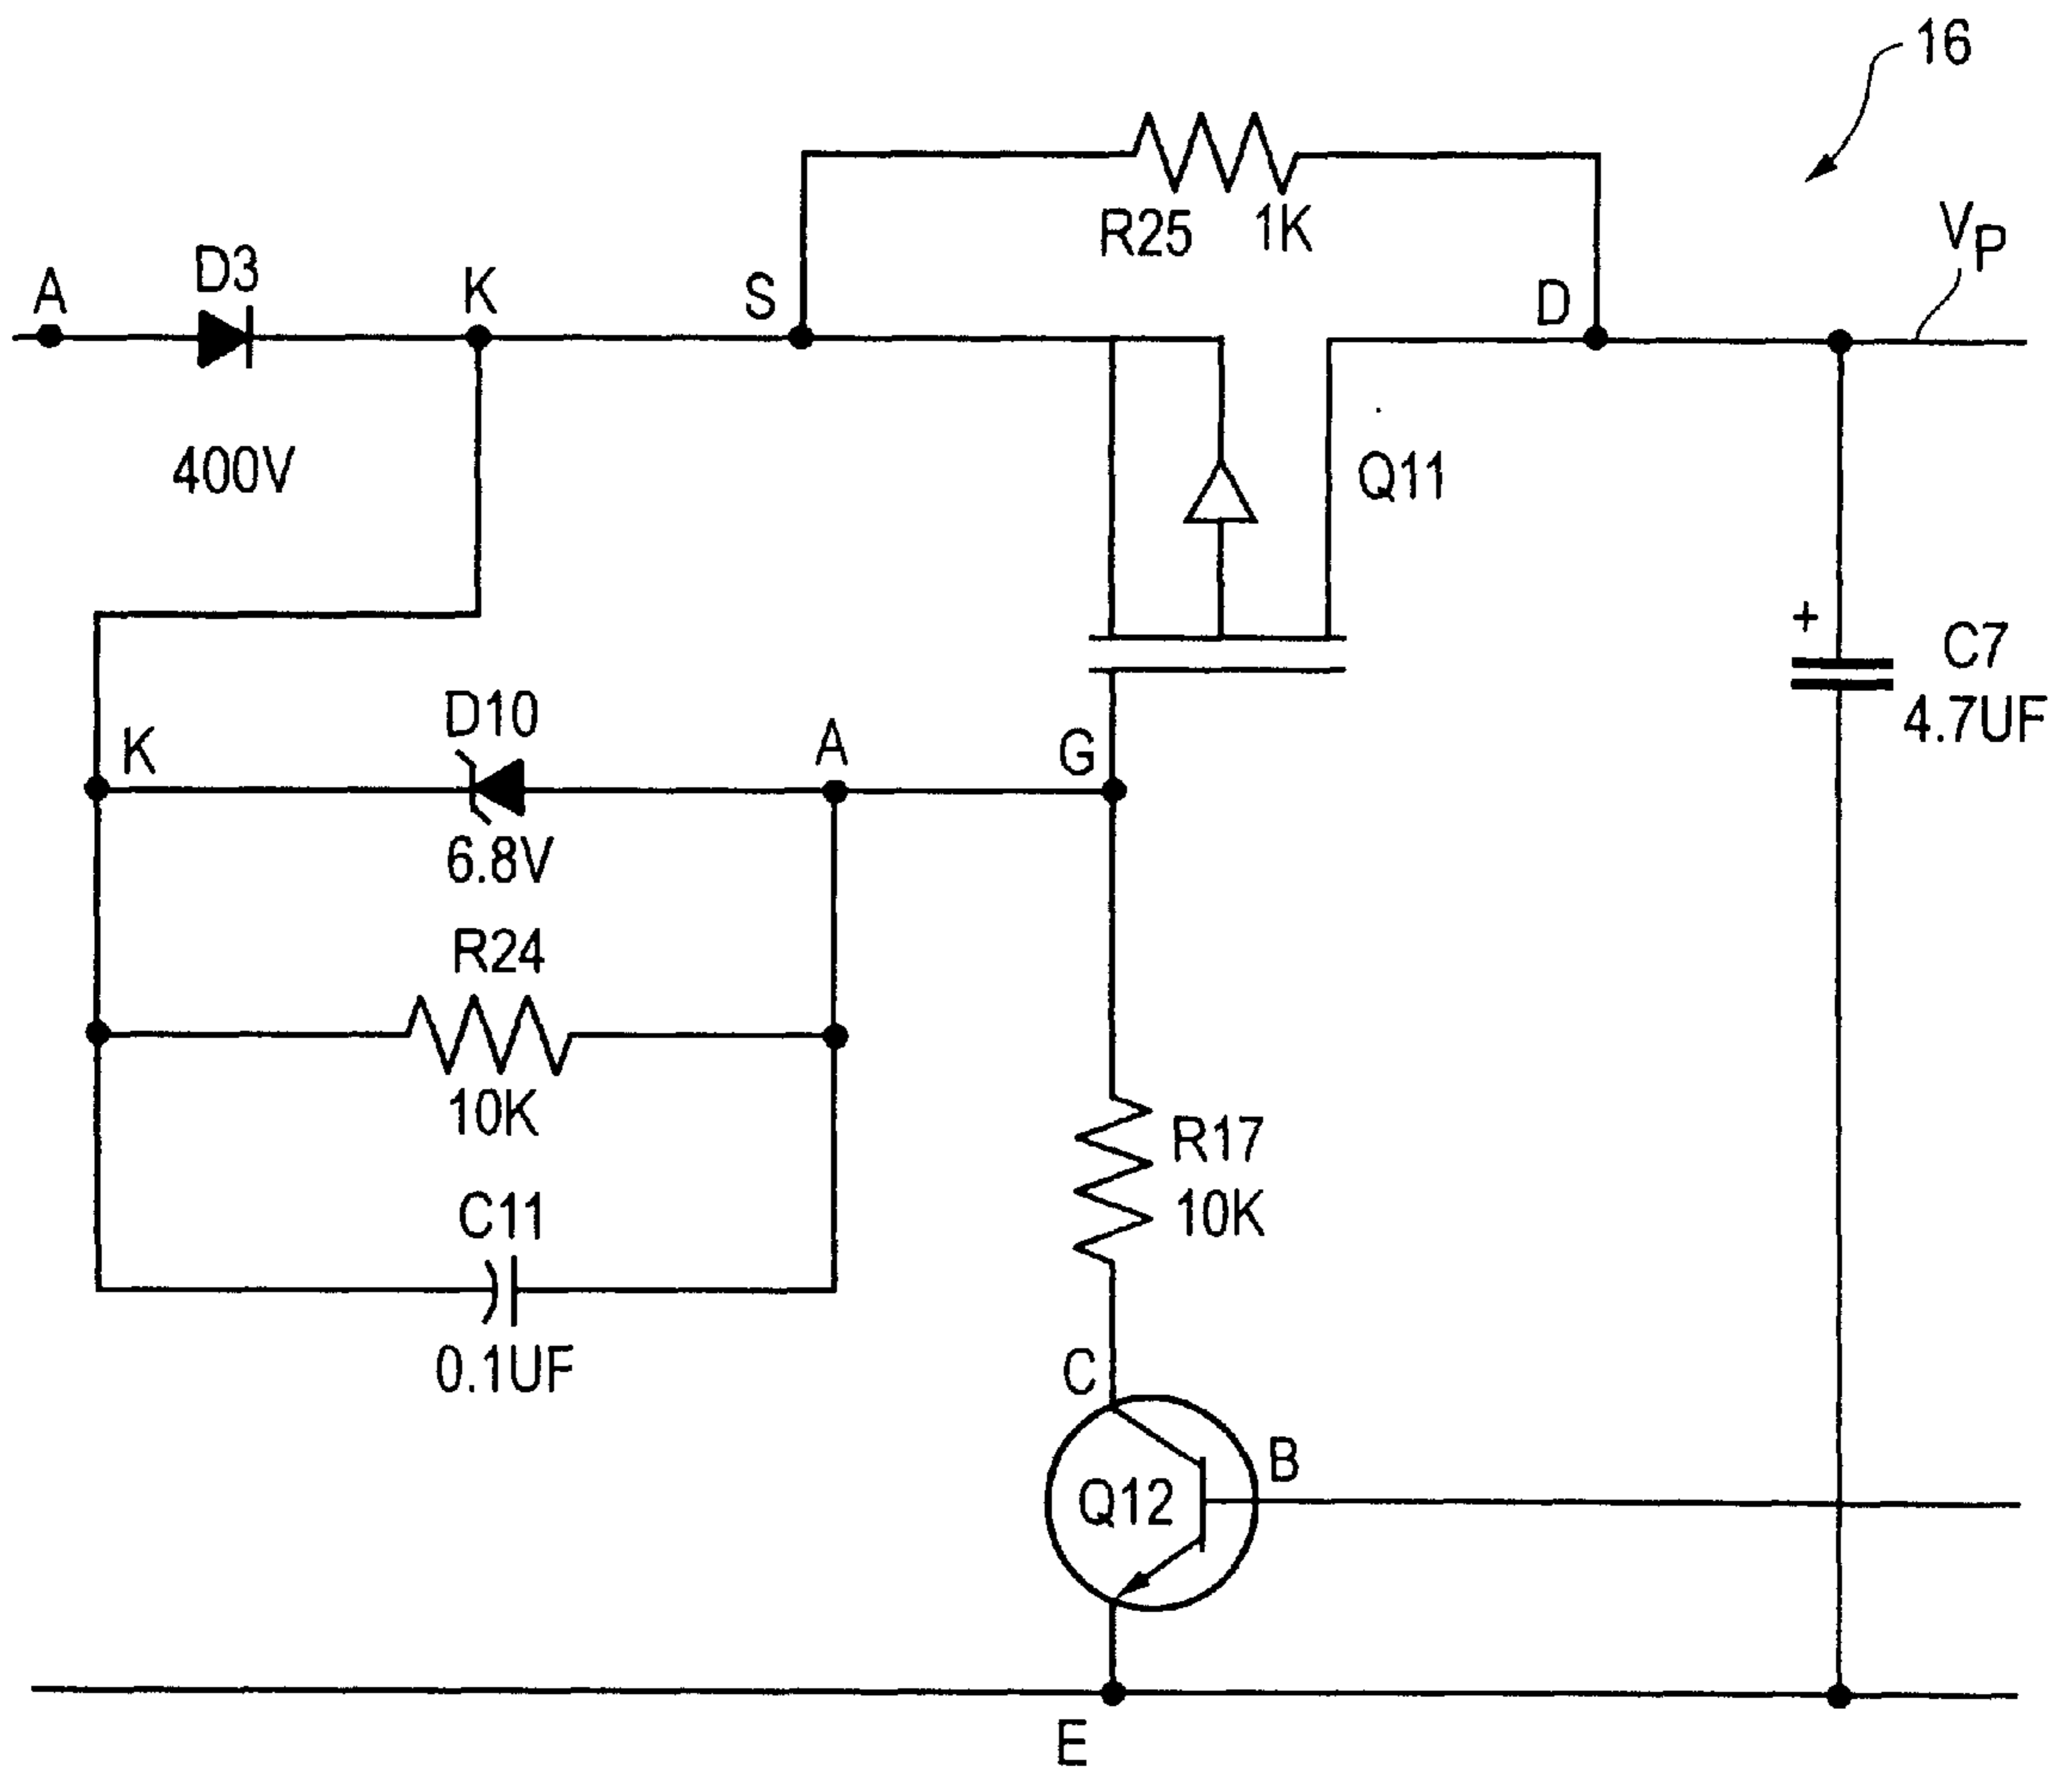 16
R25 1K
VP
A
D3
K
S
D
400V
Q11
+
C7
4.7UF
K
D10
A
G
6.8V
R24
10K
R17
10K
C11
0.1UF
C
Q12
B
E